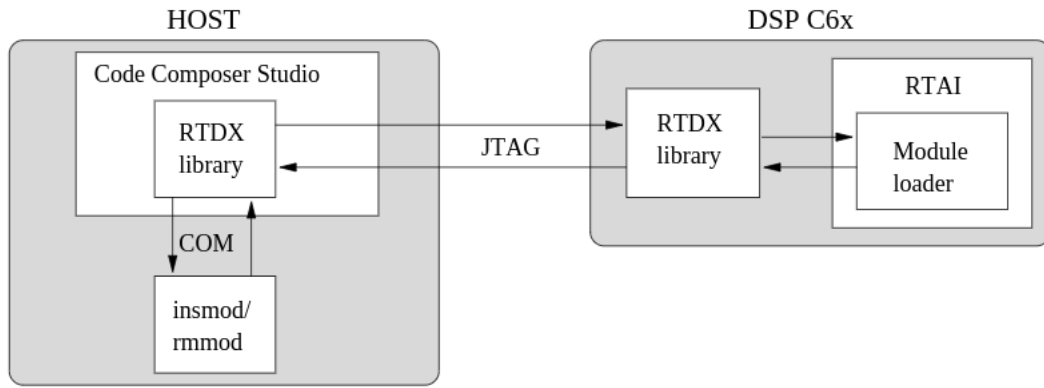 HOST
Code Composer Studio
RTDX
library
COM
insmod/
rmmod
JTAG
DSP C6x
RTDX
library
RTAI
Module
loader